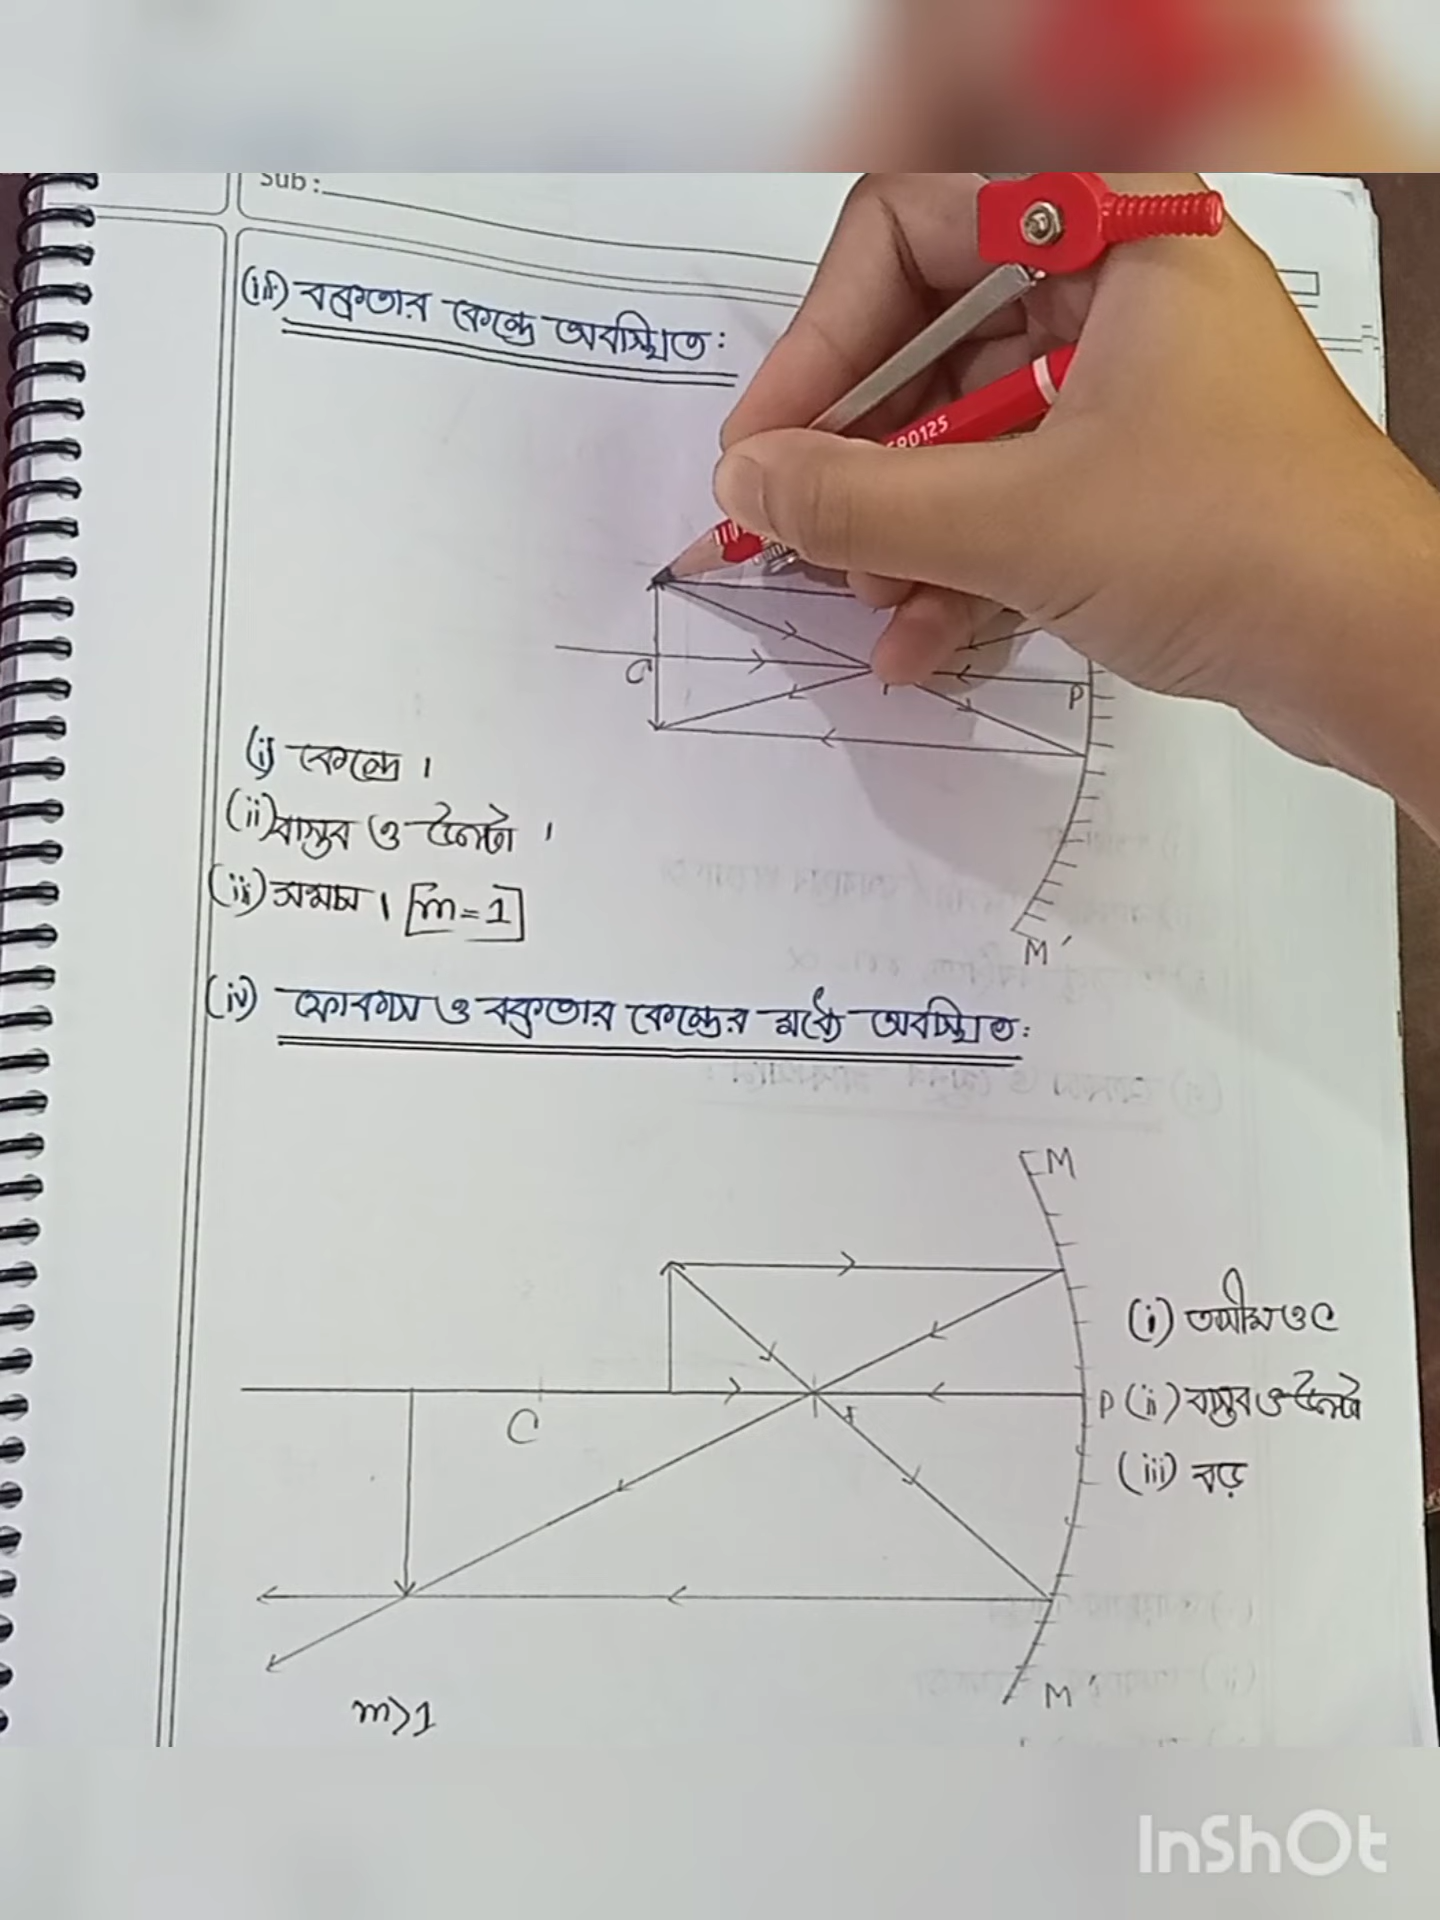 Sub :
(iii) বক্রতার কেন্দ্রে অবস্থিত :
680125
C
P
(i) কেন্দ্রে ।
(ii) বাস্তব ও উল্টা ।
(iii) সমান । [m = 1]
M'
(iv) ফোকাস ও বক্রতার কেন্দ্রের মধ্যে অবস্থিত :
M
(i) অসীম ও C
C
F
P
(ii) বাস্তব ও উল্টা
(iii) বড়
M'
m>1
InShOt